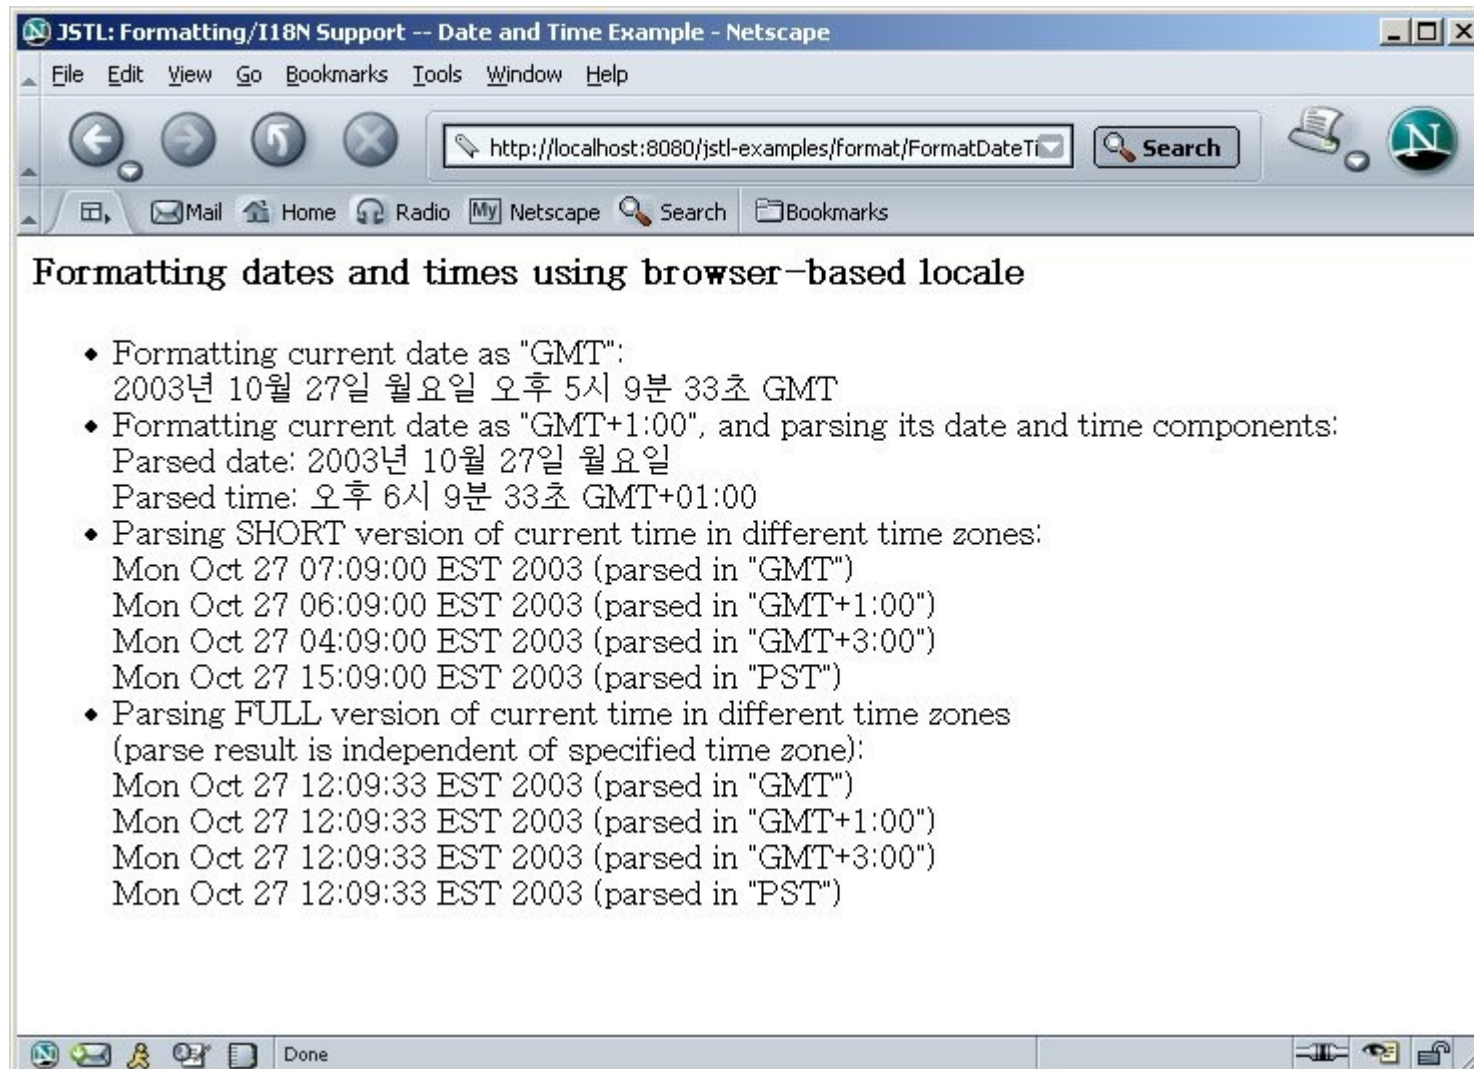 JSTL: Formatting/I18N Support -- Date and Time Example - Netscape
File Edit View Go Bookmarks Tools Window Help
http://localhost:8080/jstl-examples/format/FormatDateTi
Search
N
Mail Home Radio My Netscape Search Bookmarks
Formatting dates and times using browser-based locale
• Formatting current date as "GMT":
2003년 10월 27일 월요일 오후 5시 9분 33초 GMT
• Formatting current date as "GMT+1:00", and parsing its date and time components:
Parsed date: 2003년 10월 27일 월요일
Parsed time: 오후 6시 9분 33초 GMT+01:00
• Parsing SHORT version of current time in different time zones:
Mon Oct 27 07:09:00 EST 2003 (parsed in "GMT")
Mon Oct 27 06:09:00 EST 2003 (parsed in "GMT+1:00")
Mon Oct 27 04:09:00 EST 2003 (parsed in "GMT+3:00")
Mon Oct 27 15:09:00 EST 2003 (parsed in "PST")
• Parsing FULL version of current time in different time zones
(parse result is independent of specified time zone):
Mon Oct 27 12:09:33 EST 2003 (parsed in "GMT")
Mon Oct 27 12:09:33 EST 2003 (parsed in "GMT+1:00")
Mon Oct 27 12:09:33 EST 2003 (parsed in "GMT+3:00")
Mon Oct 27 12:09:33 EST 2003 (parsed in "PST")
Done